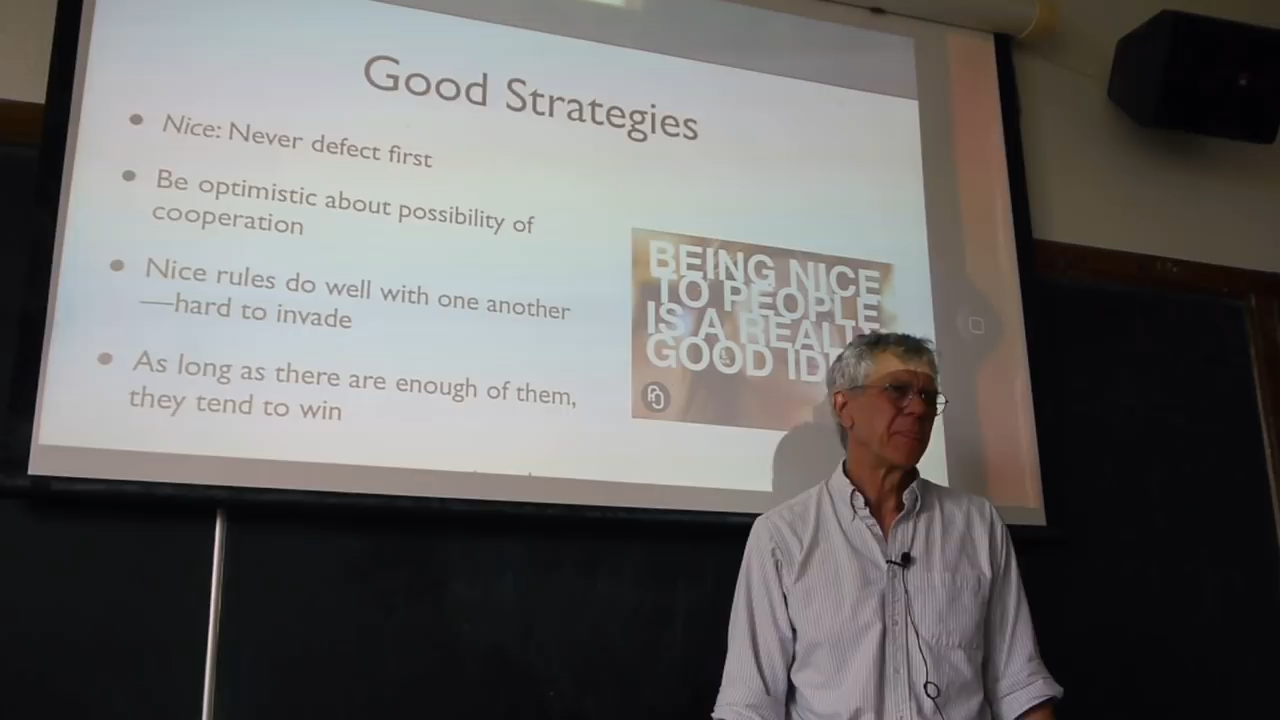 Good Strategies
• Nice: Never defect first
• Be optimistic about possibility of
cooperation
• Nice rules do well with one another
—hard to invade
• As long as there are enough of them,
they tend to win
BEING NICE
TO PEOPLE
IS A
GOOD